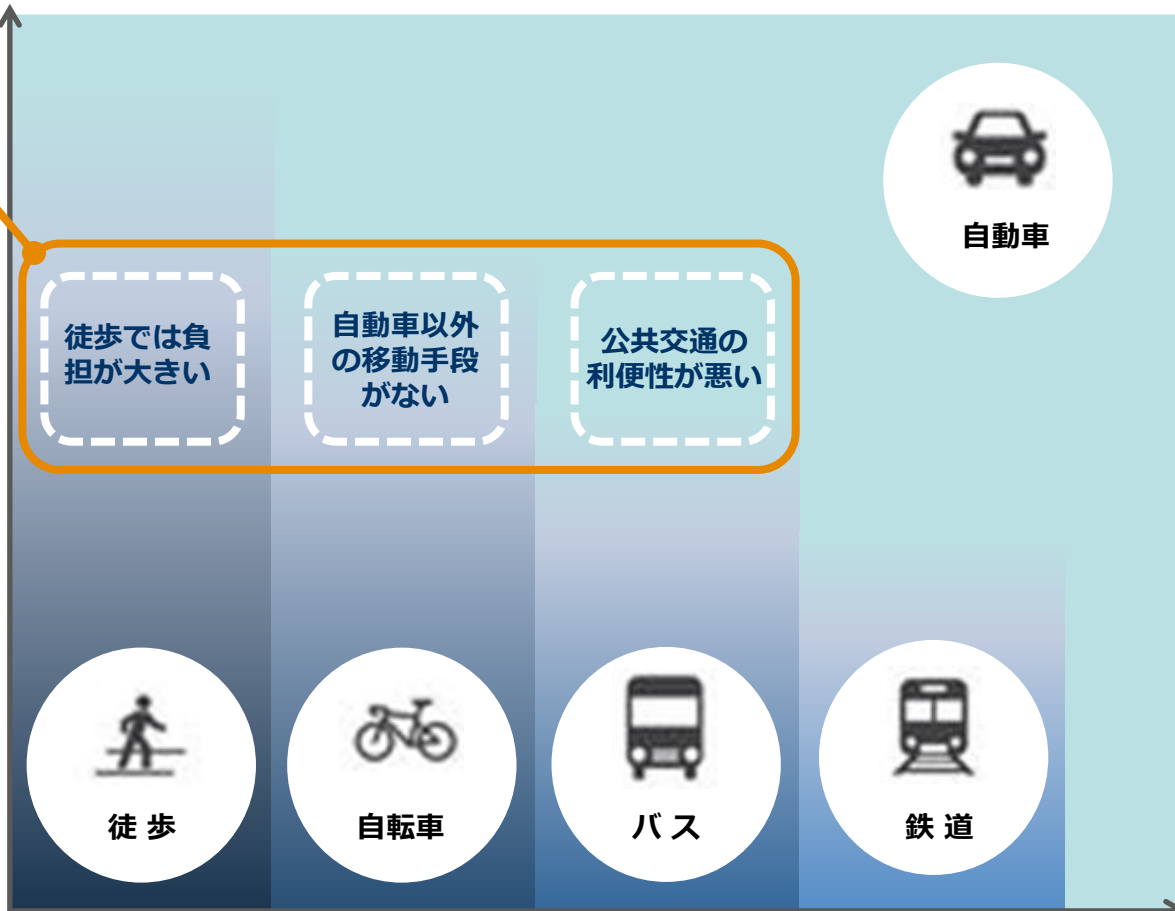 自動車
徒歩では負
担が大きい
自動車以外
の移動手段
がない
公共交通の
利便性が悪い
徒 歩
自転車
バ ス
鉄 道